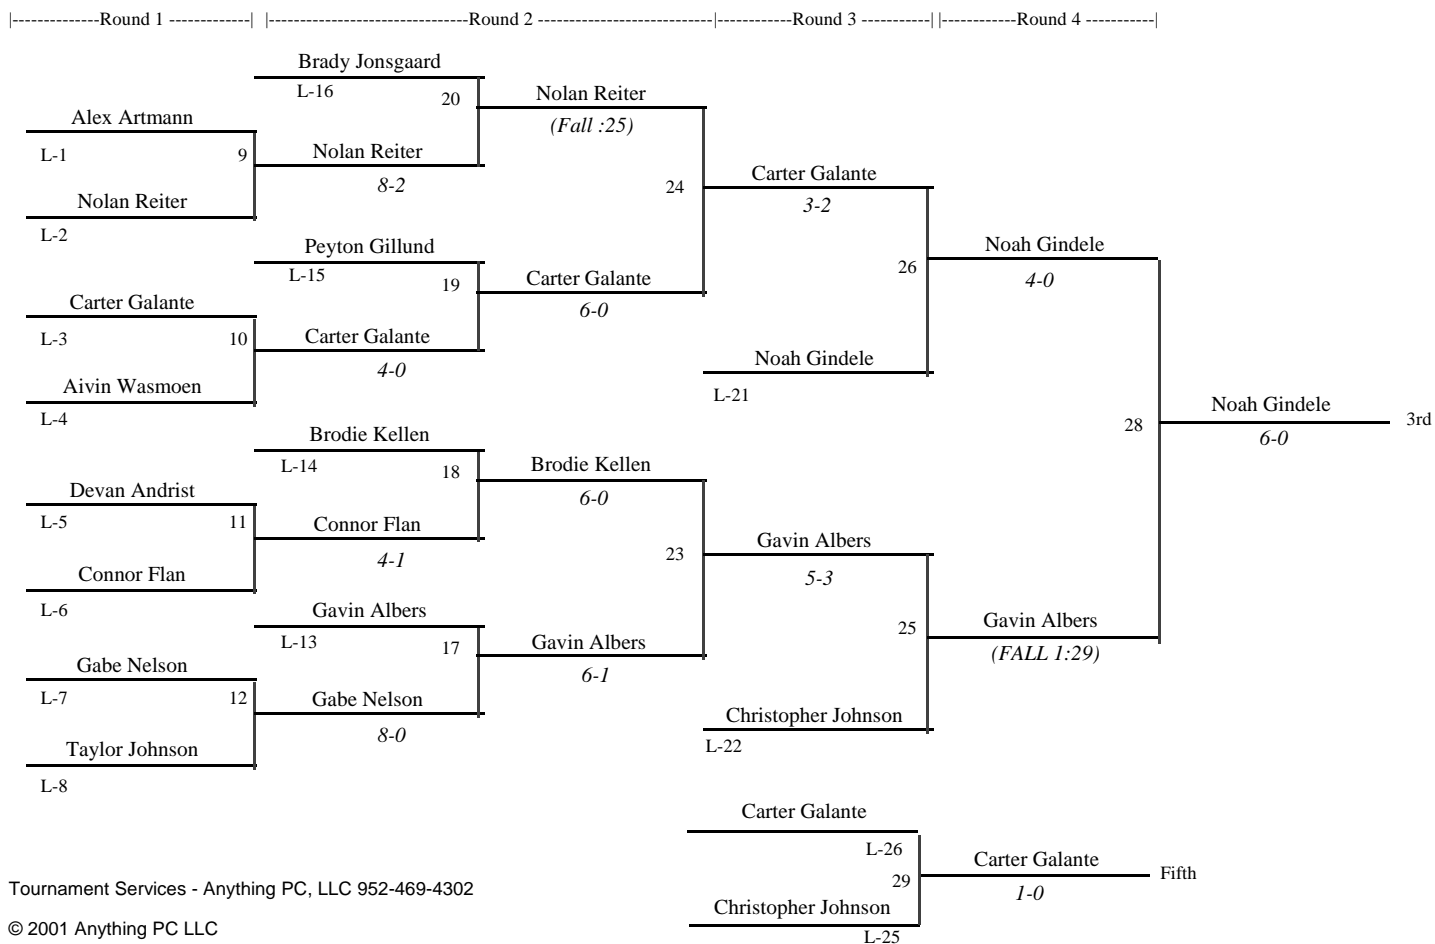 |-------------Round 1 -------------| |--------------------------------Round 2 ----------------------------|------------Round 3 -----------| |------------Round 4 -----------|
Brady Jonsgaard
L-16
20
Nolan Reiter
(Fall :25)
Alex Artmann
L-1
9
Nolan Reiter
8-2
Nolan Reiter
L-2
24
Carter Galante
3-2
Peyton Gillund
L-15
19
Carter Galante
6-0
Carter Galante
L-3
10
Carter Galante
4-0
Aivin Wasmoen
L-4
26
Noah Gindele
4-0
Noah Gindele
L-21
28
Noah Gindele
6-0
3rd
Brodie Kellen
L-14
18
Brodie Kellen
6-0
Devan Andrist
L-5
11
Connor Flan
4-1
Connor Flan
L-6
23
Gavin Albers
5-3
Gavin Albers
L-13
17
Gavin Albers
6-1
25
Gavin Albers
(FALL 1:29)
Gabe Nelson
L-7
12
Gabe Nelson
8-0
Taylor Johnson
L-8
Christopher Johnson
L-22
Carter Galante
L-26
29
Carter Galante
1-0
Fifth
Christopher Johnson
L-25
Tournament Services - Anything PC, LLC 952-469-4302
© 2001 Anything PC LLC